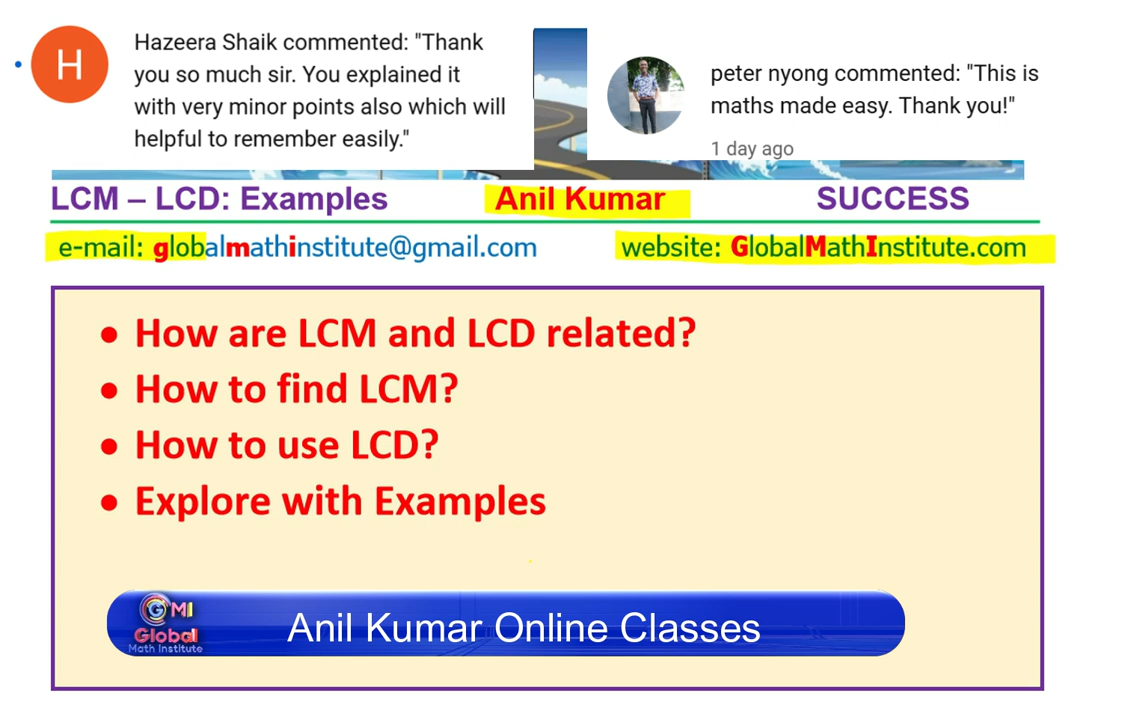 H
Hazeera Shaik commented: "Thank
you so much sir. You explained it
with very minor points also which will
helpful to remember easily."
peter nyong commented: "This is
maths made easy. Thank you!"
1 day ago
LCM – LCD: Examples Anil Kumar SUCCESS
e-mail: globalmathinstitute@gmail.com website: GlobalMathInstitute.com
• How are LCM and LCD related?
• How to find LCM?
• How to use LCD?
• Explore with Examples
GMI
Global
Math Institute
Anil Kumar Online Classes